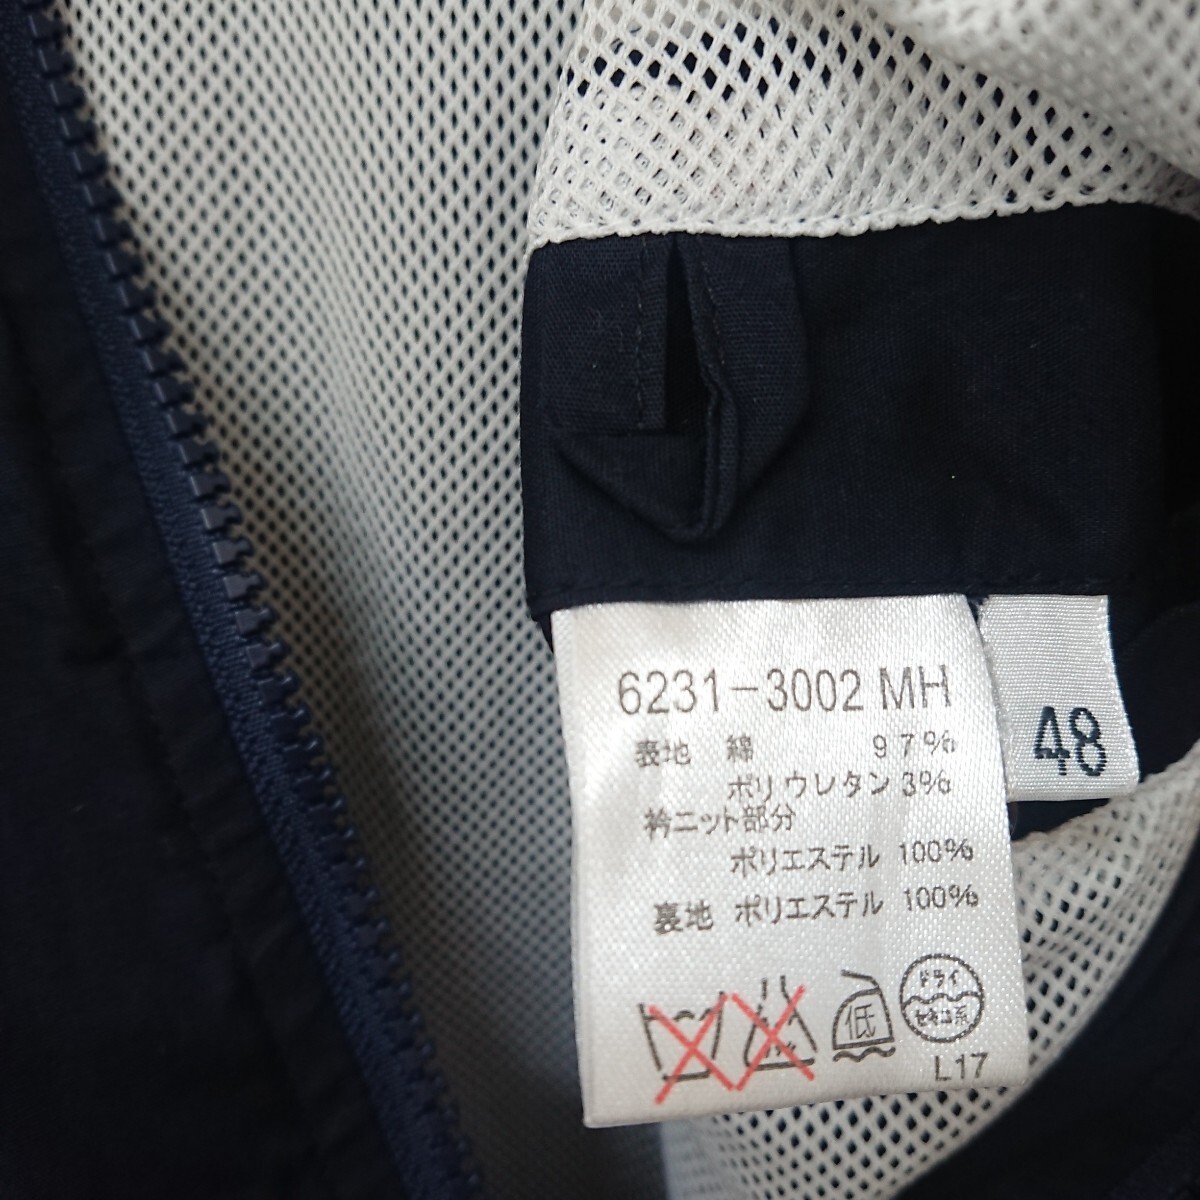 6231-3002 MH
表地 綿 97%
ポリウレタン 3%
衿ニット部分
ポリエステル 100%
裏地 ポリエステル 100%
低
ドライ
セキユ系
L17
48